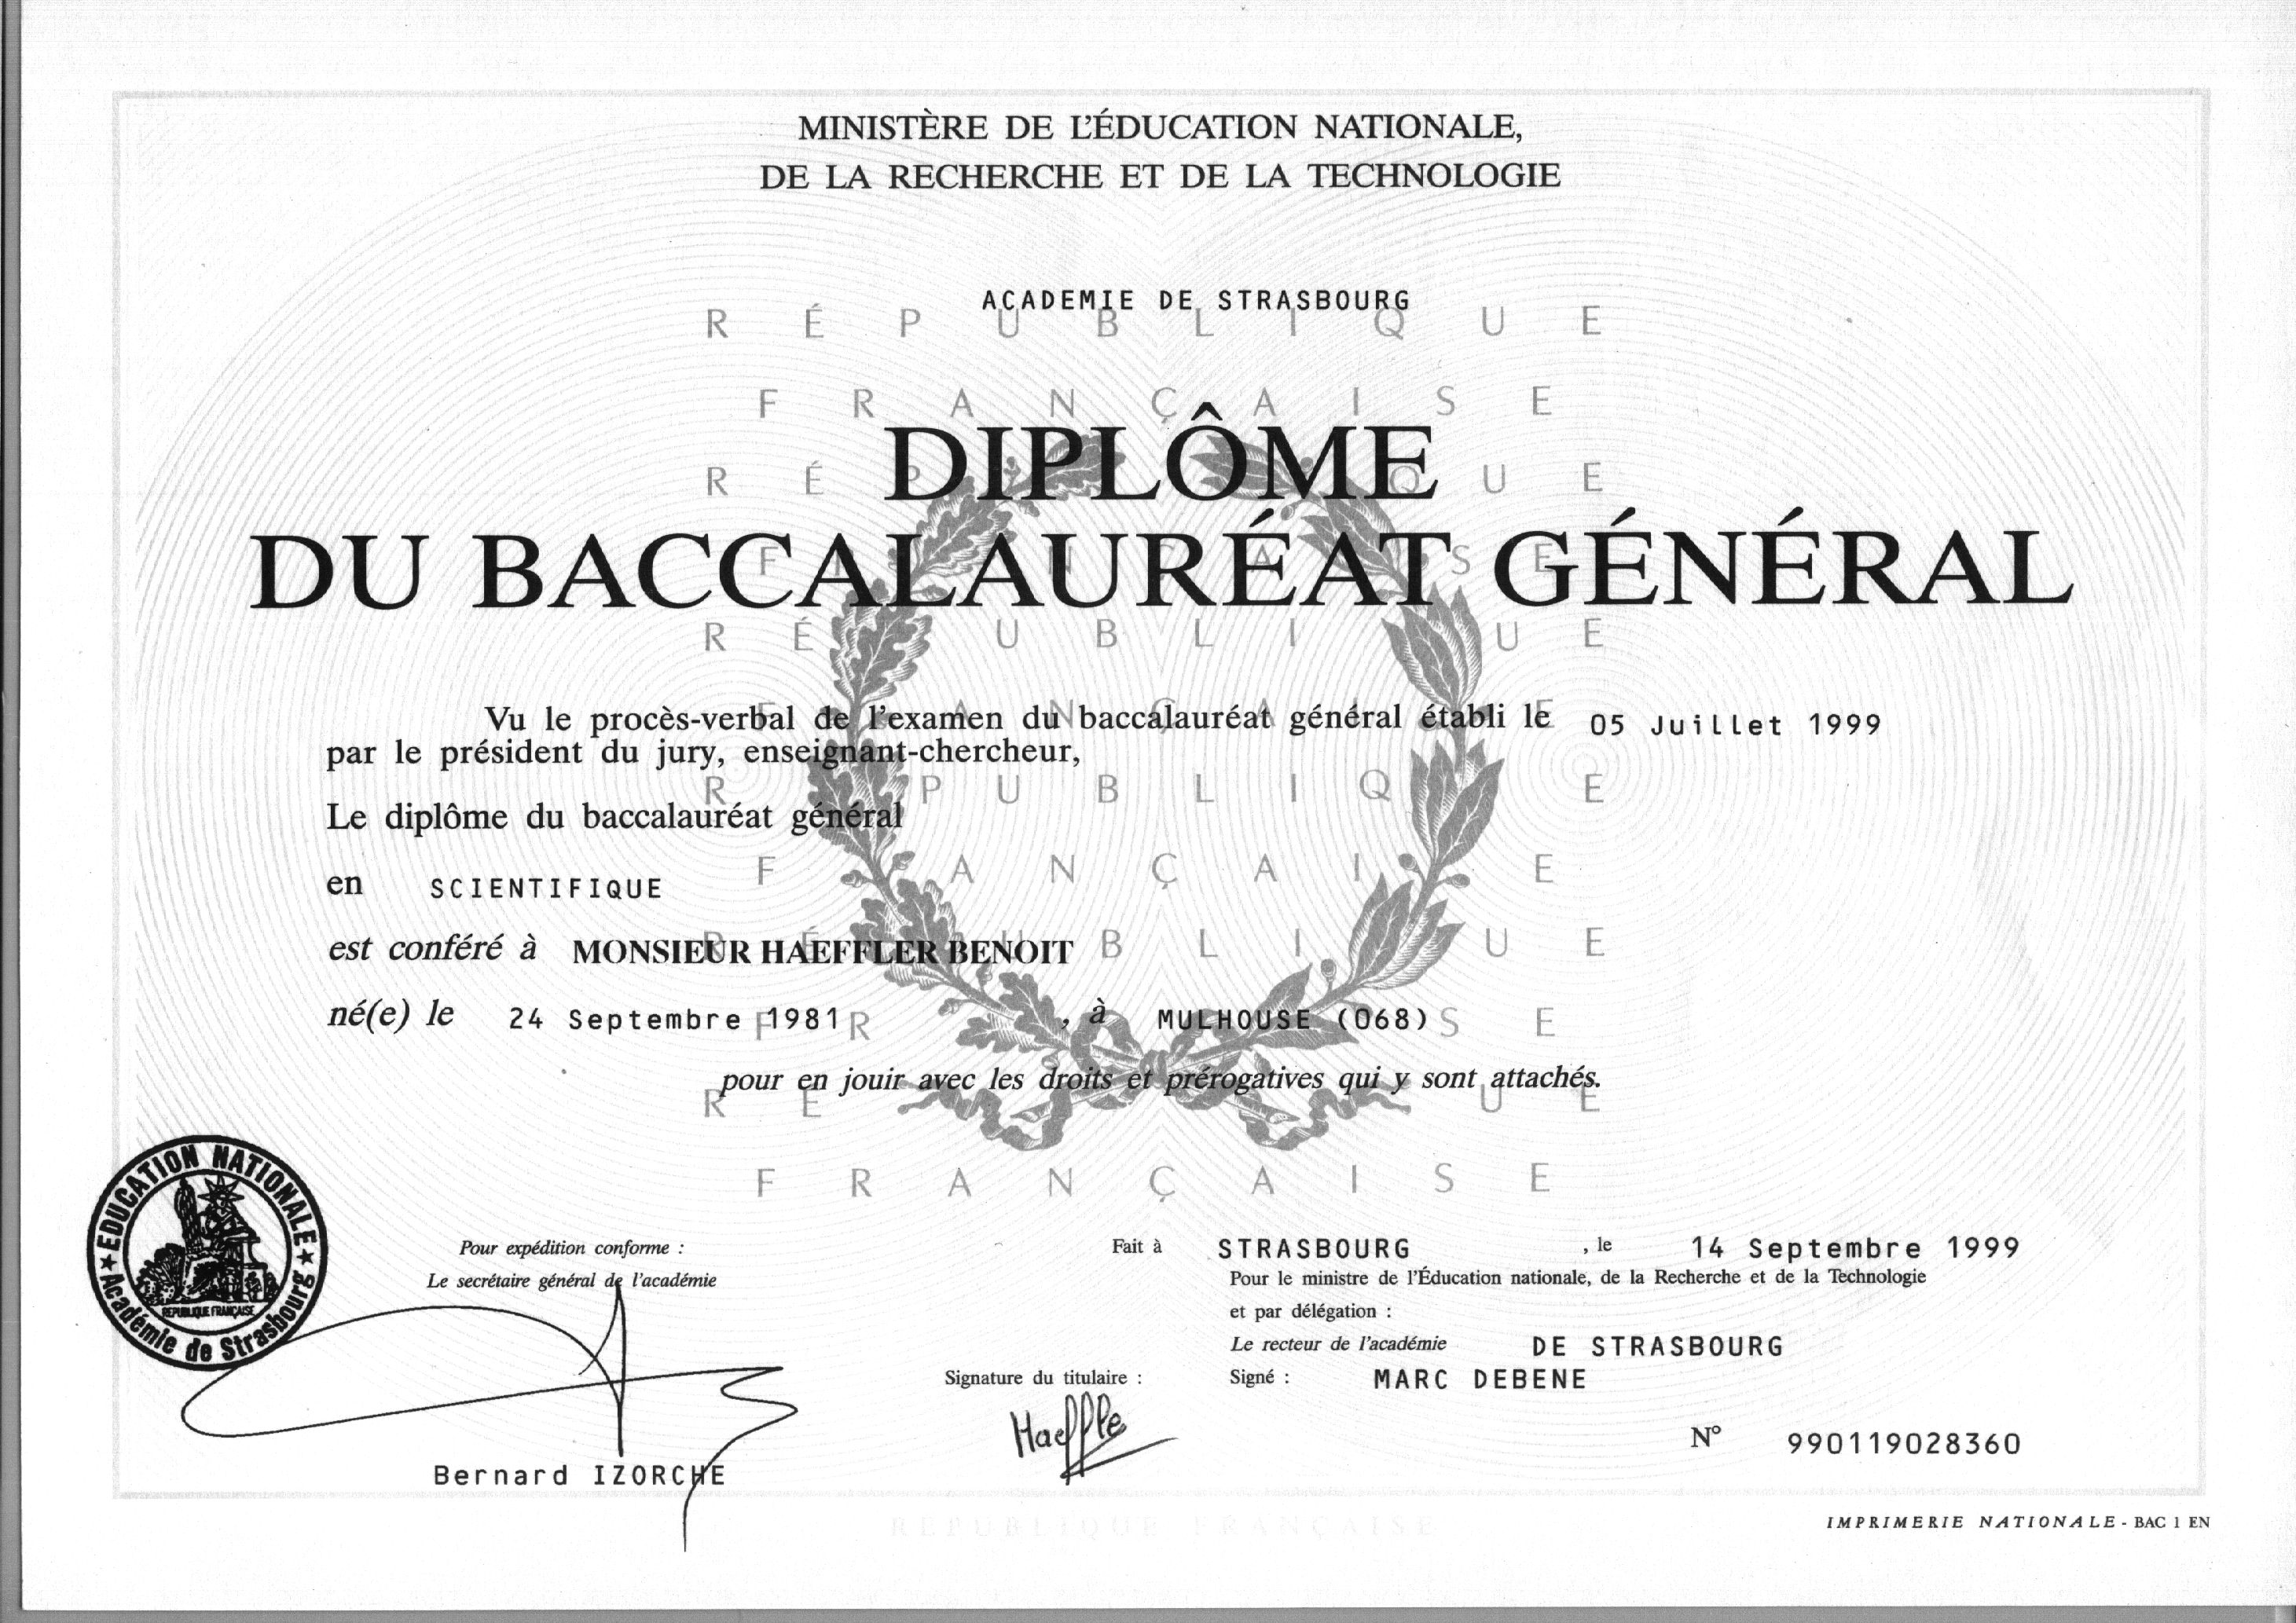 MINISTÈRE DE L'ÉDUCATION NATIONALE,
DE LA RECHERCHE ET DE LA TECHNOLOGIE
ACADEMIE DE STRASBOURG
RÉPUBLIQUE
FRANÇAISE
DIPLÔME
DU BACCALAURÉAT GÉNÉRAL
Vu le procès-verbal de l'examen du baccalauréat général établi le 05 Juillet 1999
par le président du jury, enseignant-chercheur,
Le diplôme du baccalauréat général
en SCIENTIFIQUE
est conféré à MONSIEUR HAEFFLER BENOIT
né(e) le 24 Septembre 1981, à MULHOUSE (068)
pour en jouir avec les droits et prérogatives qui y sont attachés.
FRANÇAISE
EDUCATION NATIONALE
REPUBLIQUE FRANÇAISE
Académie de Strasbourg
Pour expédition conforme :
Le secrétaire général de l'académie
Bernard IZORCHE
Fait à STRASBOURG, le 14 Septembre 1999
Pour le ministre de l'Éducation nationale, de la Recherche et de la Technologie
et par délégation :
Le recteur de l'académie DE STRASBOURG
Signé : MARC DEBENE
Signature du titulaire :
Haeffle
N° 990119028360
REPUBLIQUE FRANÇAISE
IMPRIMERIE NATIONALE - BAC 1 EN